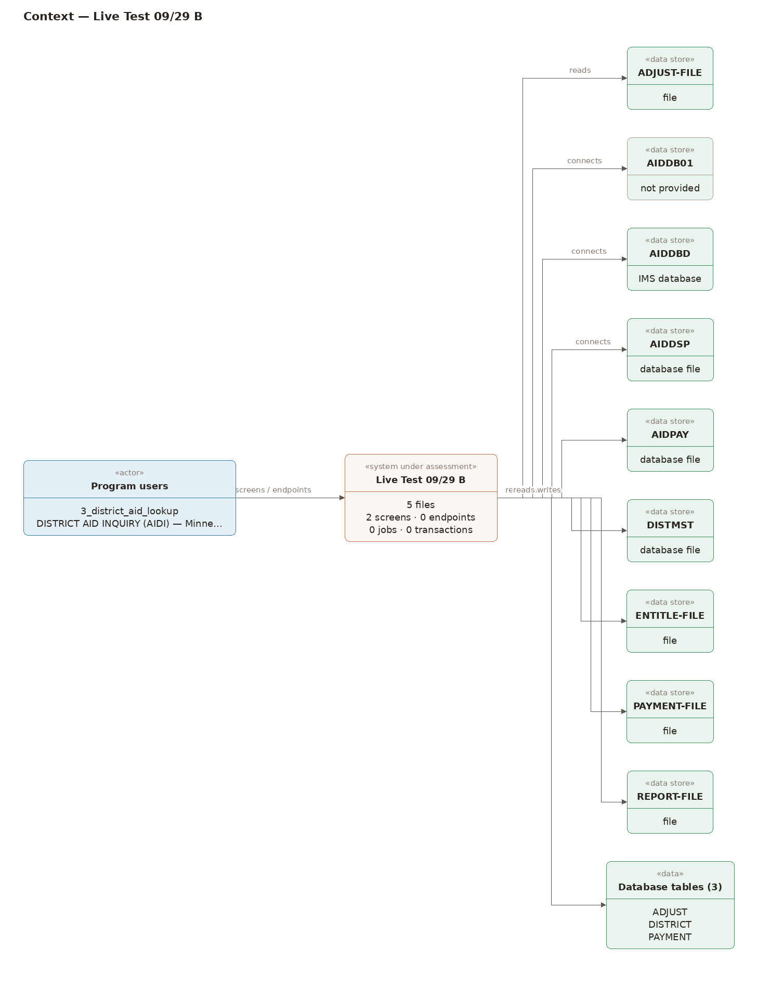 Context — Live Test 09/29 B
«data store»
ADJUST-FILE
file
reads
«data store»
AIDDB01
not provided
connects
«data store»
AIDDBD
IMS database
connects
«data store»
AIDDSP
database file
connects
«data store»
AIDPAY
database file
«actor»
Program users
3_district_aid_lookup
DISTRICT AID INQUIRY (AIDI) — Minne…
screens / endpoints
«system under assessment»
Live Test 09/29 B
5 files
2 screens · 0 endpoints
0 jobs · 0 transactions
reads
writes
«data store»
DISTMST
database file
«data store»
ENTITLE-FILE
file
«data store»
PAYMENT-FILE
file
«data store»
REPORT-FILE
file
«data»
Database tables (3)
ADJUST
DISTRICT
PAYMENT